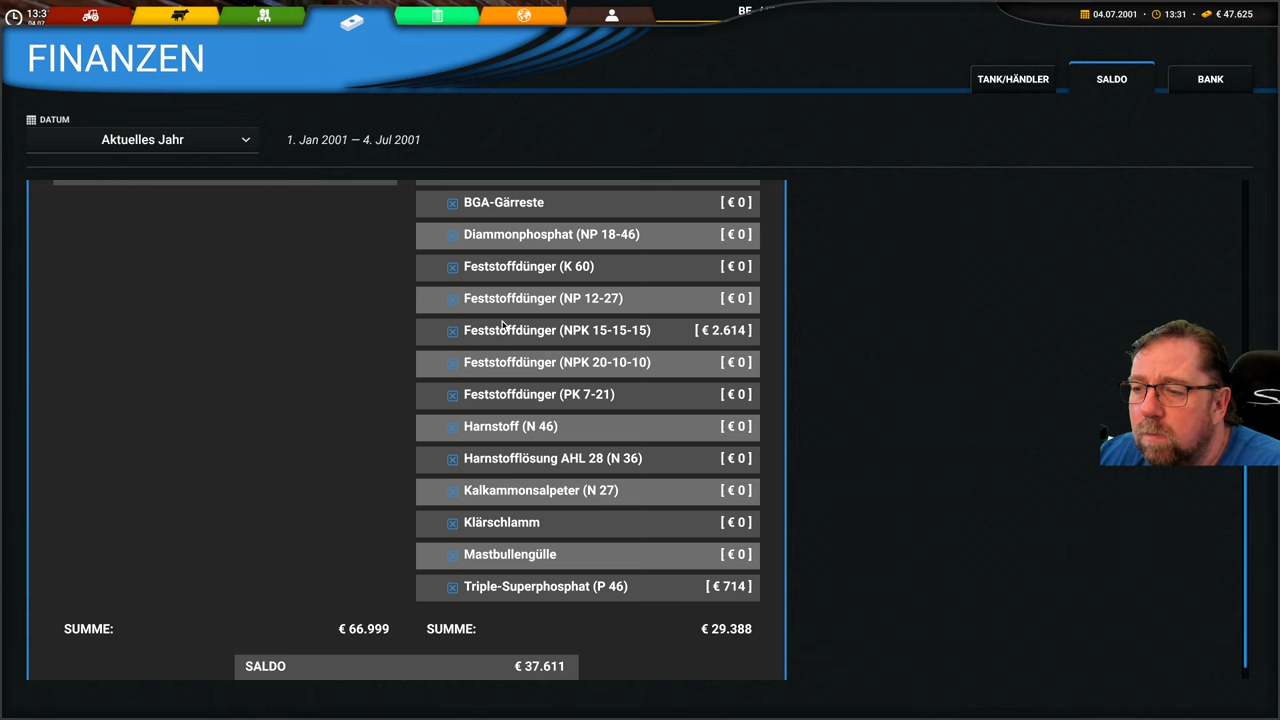 13:3
04.07
BE
04.07.2001 · 13:31 · € 47.625
FINANZEN
TANK/HÄNDLER
SALDO
BANK
DATUM
Aktuelles Jahr
1. Jan 2001 — 4. Jul 2001
BGA-Gärreste [ € 0 ]
Diammonphosphat (NP 18-46) [ € 0 ]
Feststoffdünger (K 60) [ € 0 ]
Feststoffdünger (NP 12-27) [ € 0 ]
Feststoffdünger (NPK 15-15-15) [ € 2.614 ]
Feststoffdünger (NPK 20-10-10) [ € 0 ]
Feststoffdünger (PK 7-21) [ € 0 ]
Harnstoff (N 46) [ € 0 ]
Harnstofflösung AHL 28 (N 36) [ € 0 ]
Kalkammonsalpeter (N 27) [ € 0 ]
Klärschlamm [ € 0 ]
Mastbullengülle [ € 0 ]
Triple-Superphosphat (P 46) [ € 714 ]
SUMME: € 66.999 SUMME: € 29.388
SALDO € 37.611